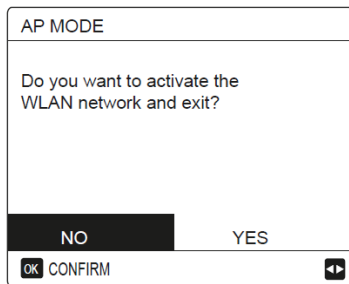 AP MODE
Do you want to activate the
WLAN network and exit?
NO YES
OK CONFIRM